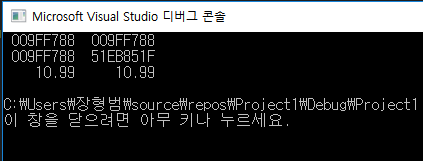 Microsoft Visual Studio 디버그 콘솔
009FF788 009FF788
009FF788 51EB851F
10.99 10.99
C:₩Users₩장형범₩source₩repos₩Project1₩Debug₩Project1
이 창을 닫으려면 아무 키나 누르세요.